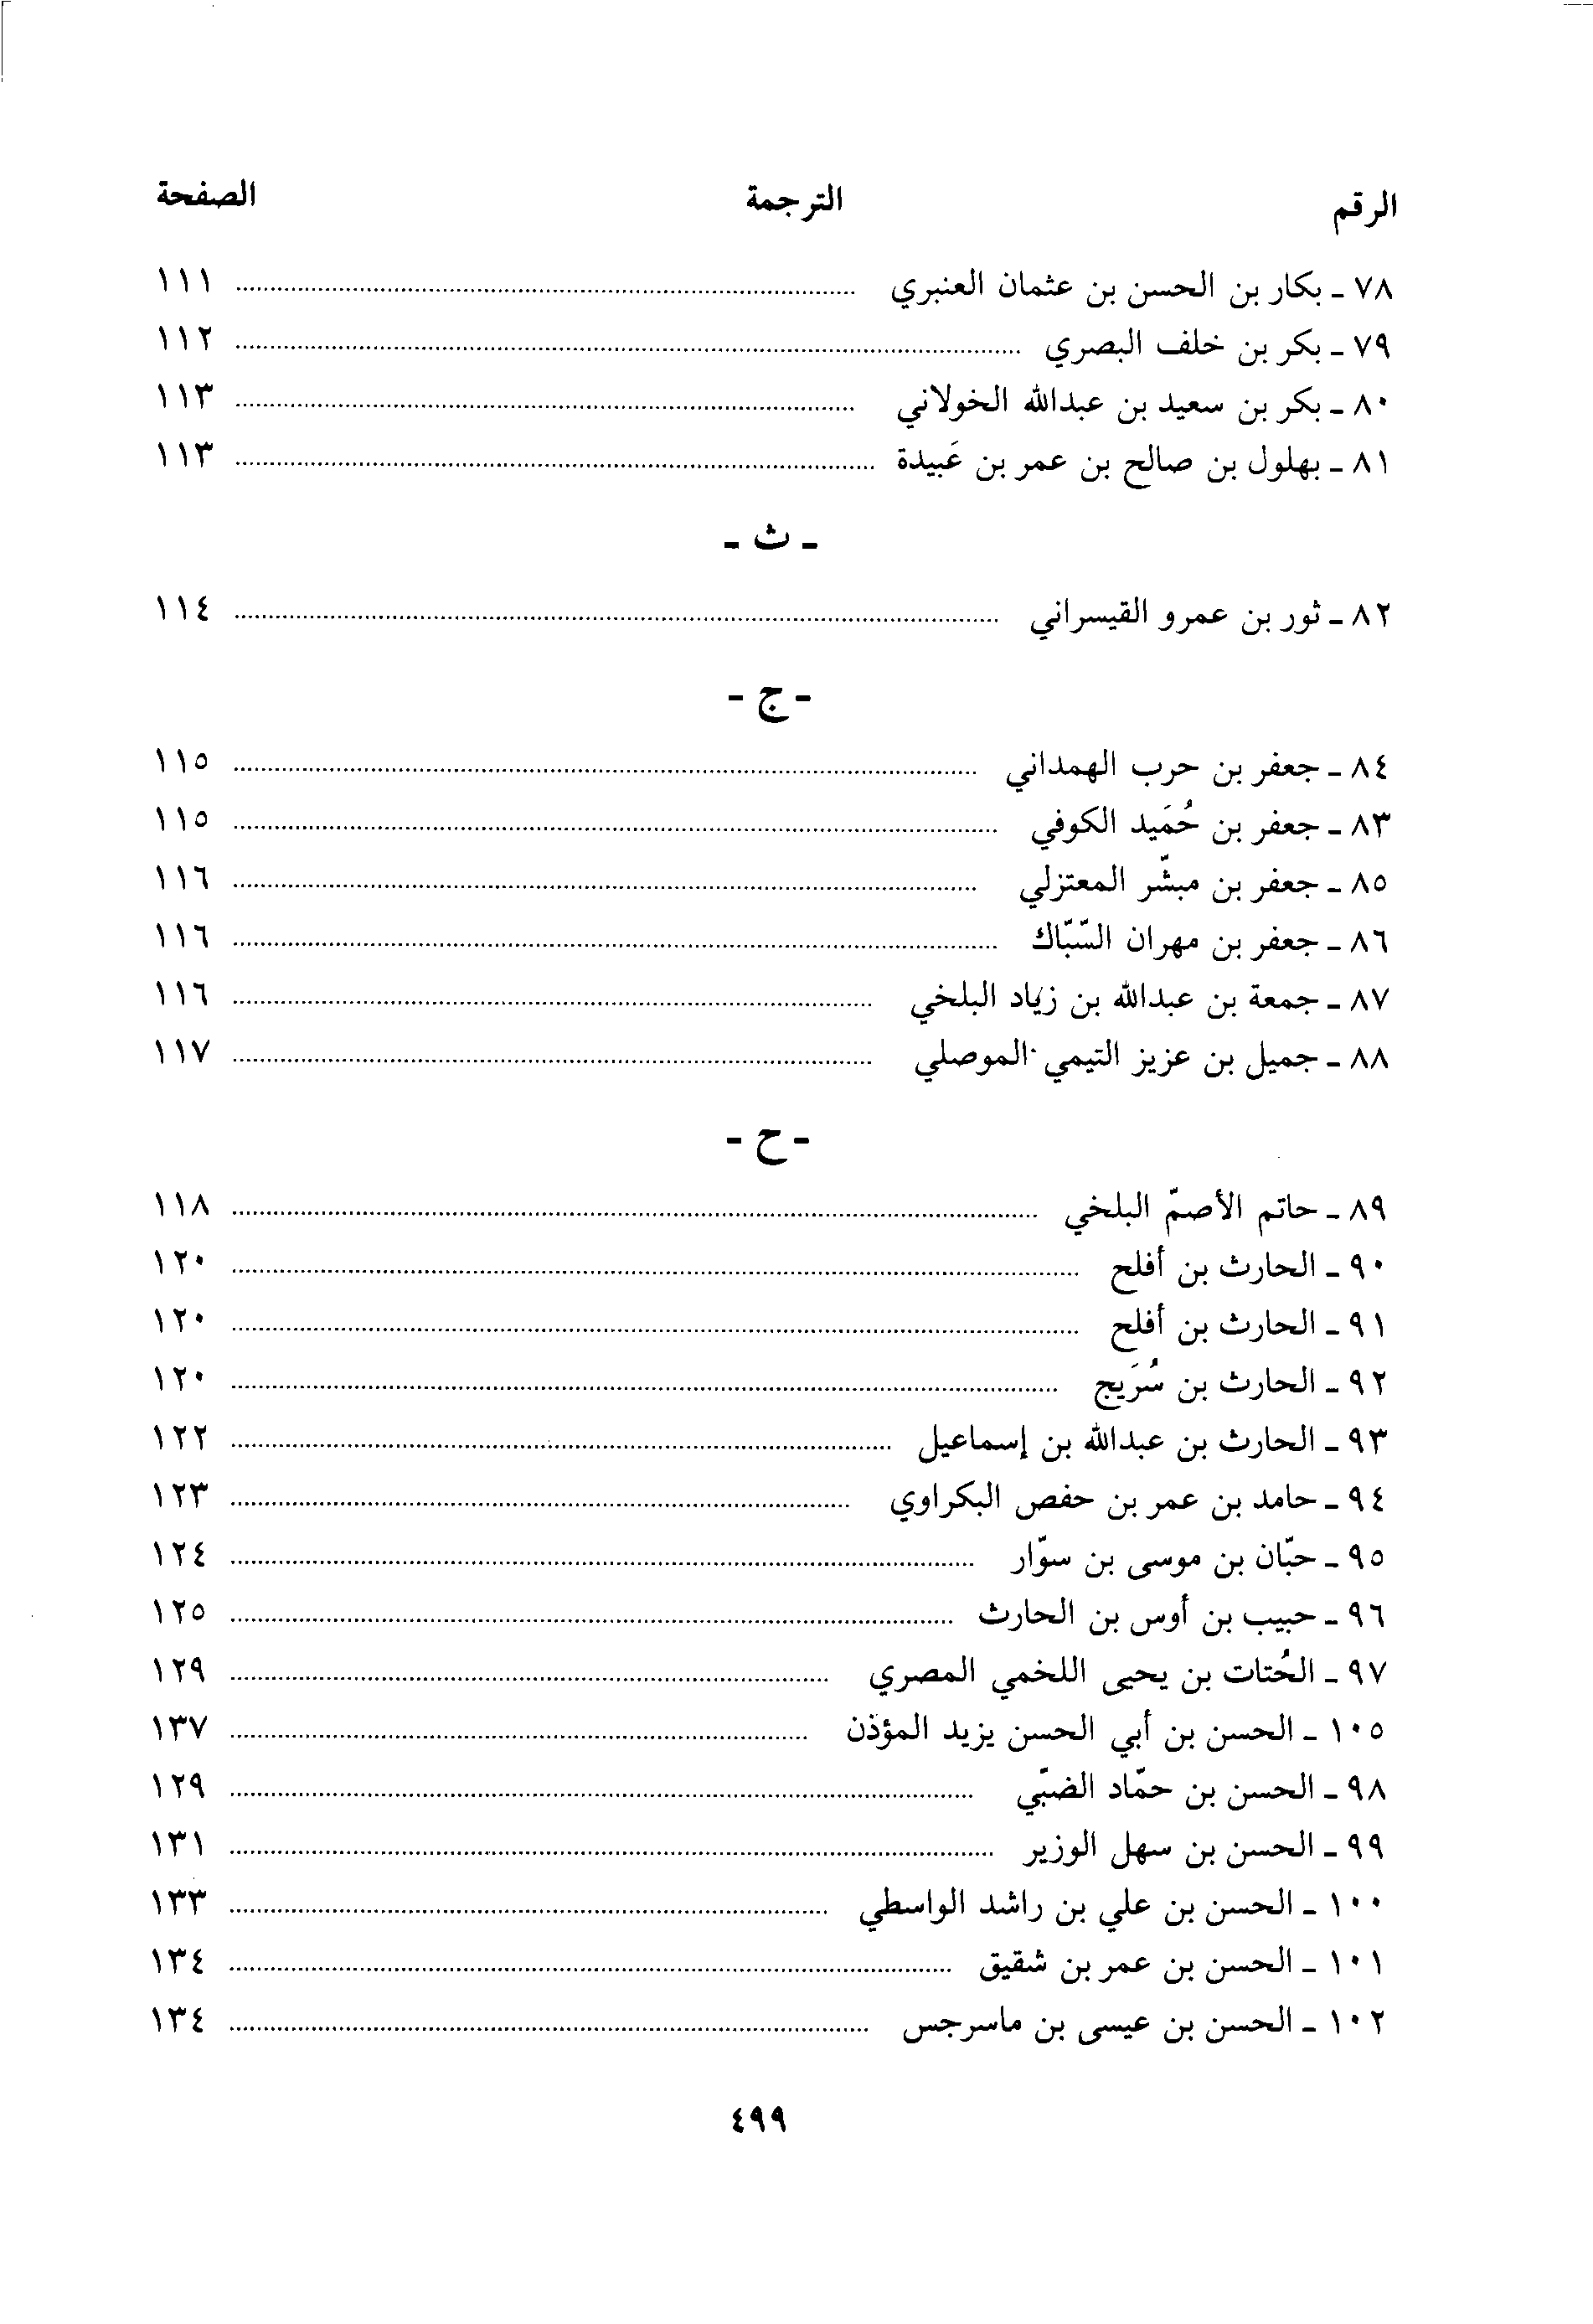 الرقم الترجمة الصفحة
٧٨ - بكار بن الحسن بن عثمان العنبري ........ ١١١
٧٩ - بكر بن خلف البصري ........ ١١٢
٨٠ - بكر بن سعيد بن عبدالله الخولاني ........ ١١٣
٨١ - بهلول بن صالح بن عمر بن عَبيدة ........ ١١٣
- ث -
٨٢ - ثور بن عمرو القيسراني ........ ١١٤
- ج -
٨٤ - جعفر بن حرب الهمداني ........ ١١٥
٨٣ - جعفر بن حُمَيد الكوفي ........ ١١٥
٨٥ - جعفر بن مبشّر المعتزلي ........ ١١٦
٨٦ - جعفر بن مهران السّبّاك ........ ١١٦
٨٧ - جمعة بن عبدالله بن زياد البلخي ........ ١١٦
٨٨ - جميل بن عزيز التيمي الموصلي ........ ١١٧
- ح -
٨٩ - حاتم الأصمّ البلخي ........ ١١٨
٩٠ - الحارث بن أفلح ........ ١٢٠
٩١ - الحارث بن أفلح ........ ١٢٠
٩٢ - الحارث بن سُرَيج ........ ١٢٠
٩٣ - الحارث بن عبدالله بن إسماعيل ........ ١٢٢
٩٤ - حامد بن عمر بن حفص البكراوي ........ ١٢٣
٩٥ - حبّان بن موسى بن سوّار ........ ١٢٤
٩٦ - حبيب بن أوس بن الحارث ........ ١٢٥
٩٧ - الحُتات بن يحيى اللخمي المصري ........ ١٢٩
١٠٥ - الحسن بن أبي الحسن يزيد المؤذن ........ ١٣٧
٩٨ - الحسن بن حمّاد الضبّي ........ ١٢٩
٩٩ - الحسن بن سهل الوزير ........ ١٣١
١٠٠ - الحسن بن علي بن راشد الواسطي ........ ١٣٣
١٠١ - الحسن بن عمر بن شقيق ........ ١٣٤
١٠٢ - الحسن بن عيسى بن ماسرجس ........ ١٣٤
٤٩٩